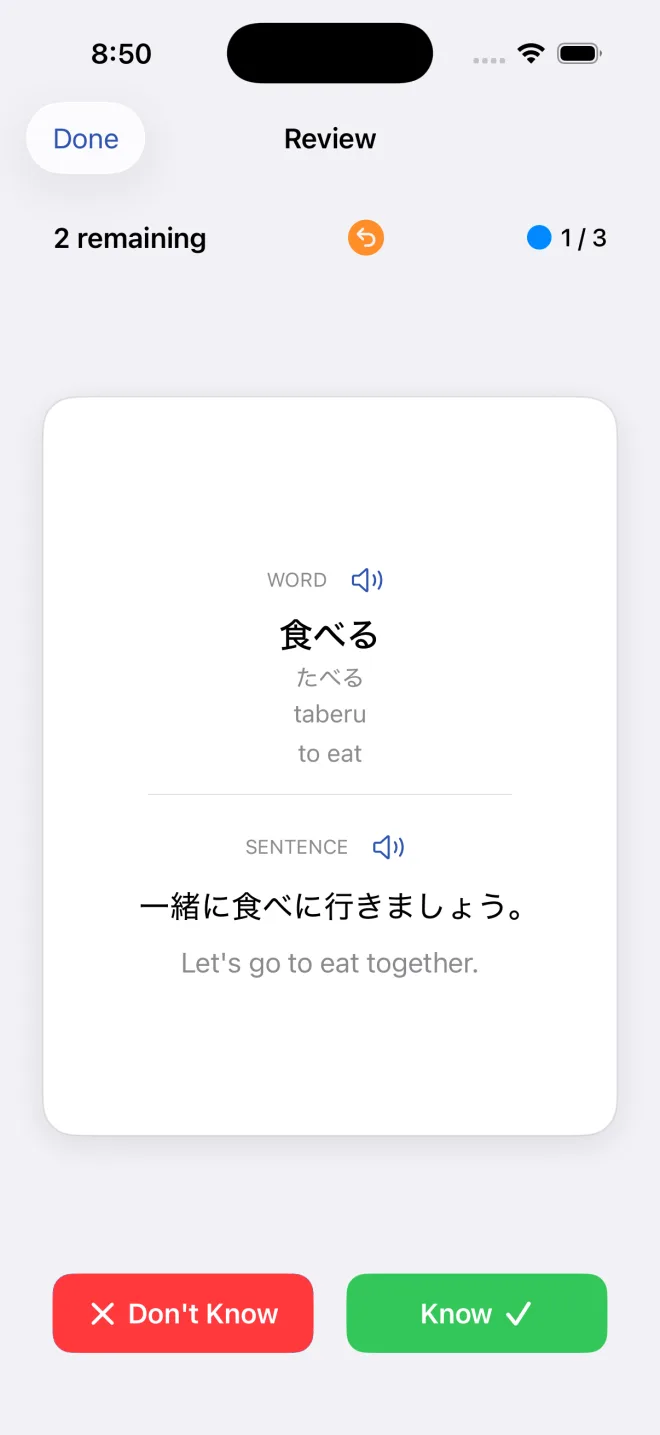 8:50
Done
Review
2 remaining
1 / 3
WORD
食べる
たべる
taberu
to eat
SENTENCE
一緒に食べに行きましょう。
Let's go to eat together.
Don't Know
Know